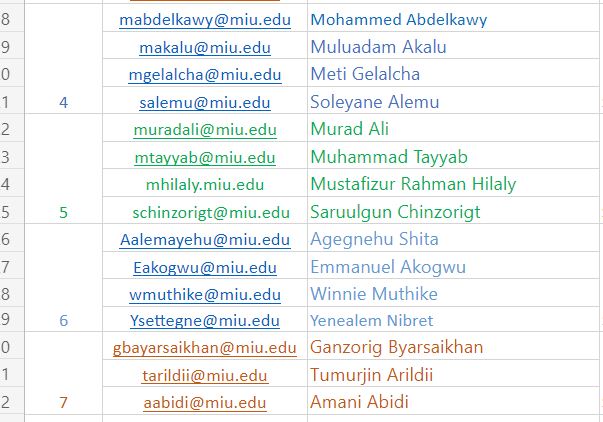 8 mabdelkawy@miu.edu Mohammed Abdelkawy
9 makalu@miu.edu Muluadam Akalu
0 mgelalcha@miu.edu Meti Gelalcha
1 4 salemu@miu.edu Soleyane Alemu
2 muradali@miu.edu Murad Ali
3 mtayyab@miu.edu Muhammad Tayyab
4 mhilaly.miu.edu Mustafizur Rahman Hilaly
5 5 schinzorigt@miu.edu Saruulgun Chinzorigt
6 Aalemayehu@miu.edu Agegnehu Shita
7 Eakogwu@miu.edu Emmanuel Akogwu
8 wmuthike@miu.edu Winnie Muthike
9 6 Ysettegne@miu.edu Yenealem Nibret
0 gbayarsaikhan@miu.edu Ganzorig Byarsaikhan
1 tarildii@miu.edu Tumurjin Arildii
2 7 aabidi@miu.edu Amani Abidi